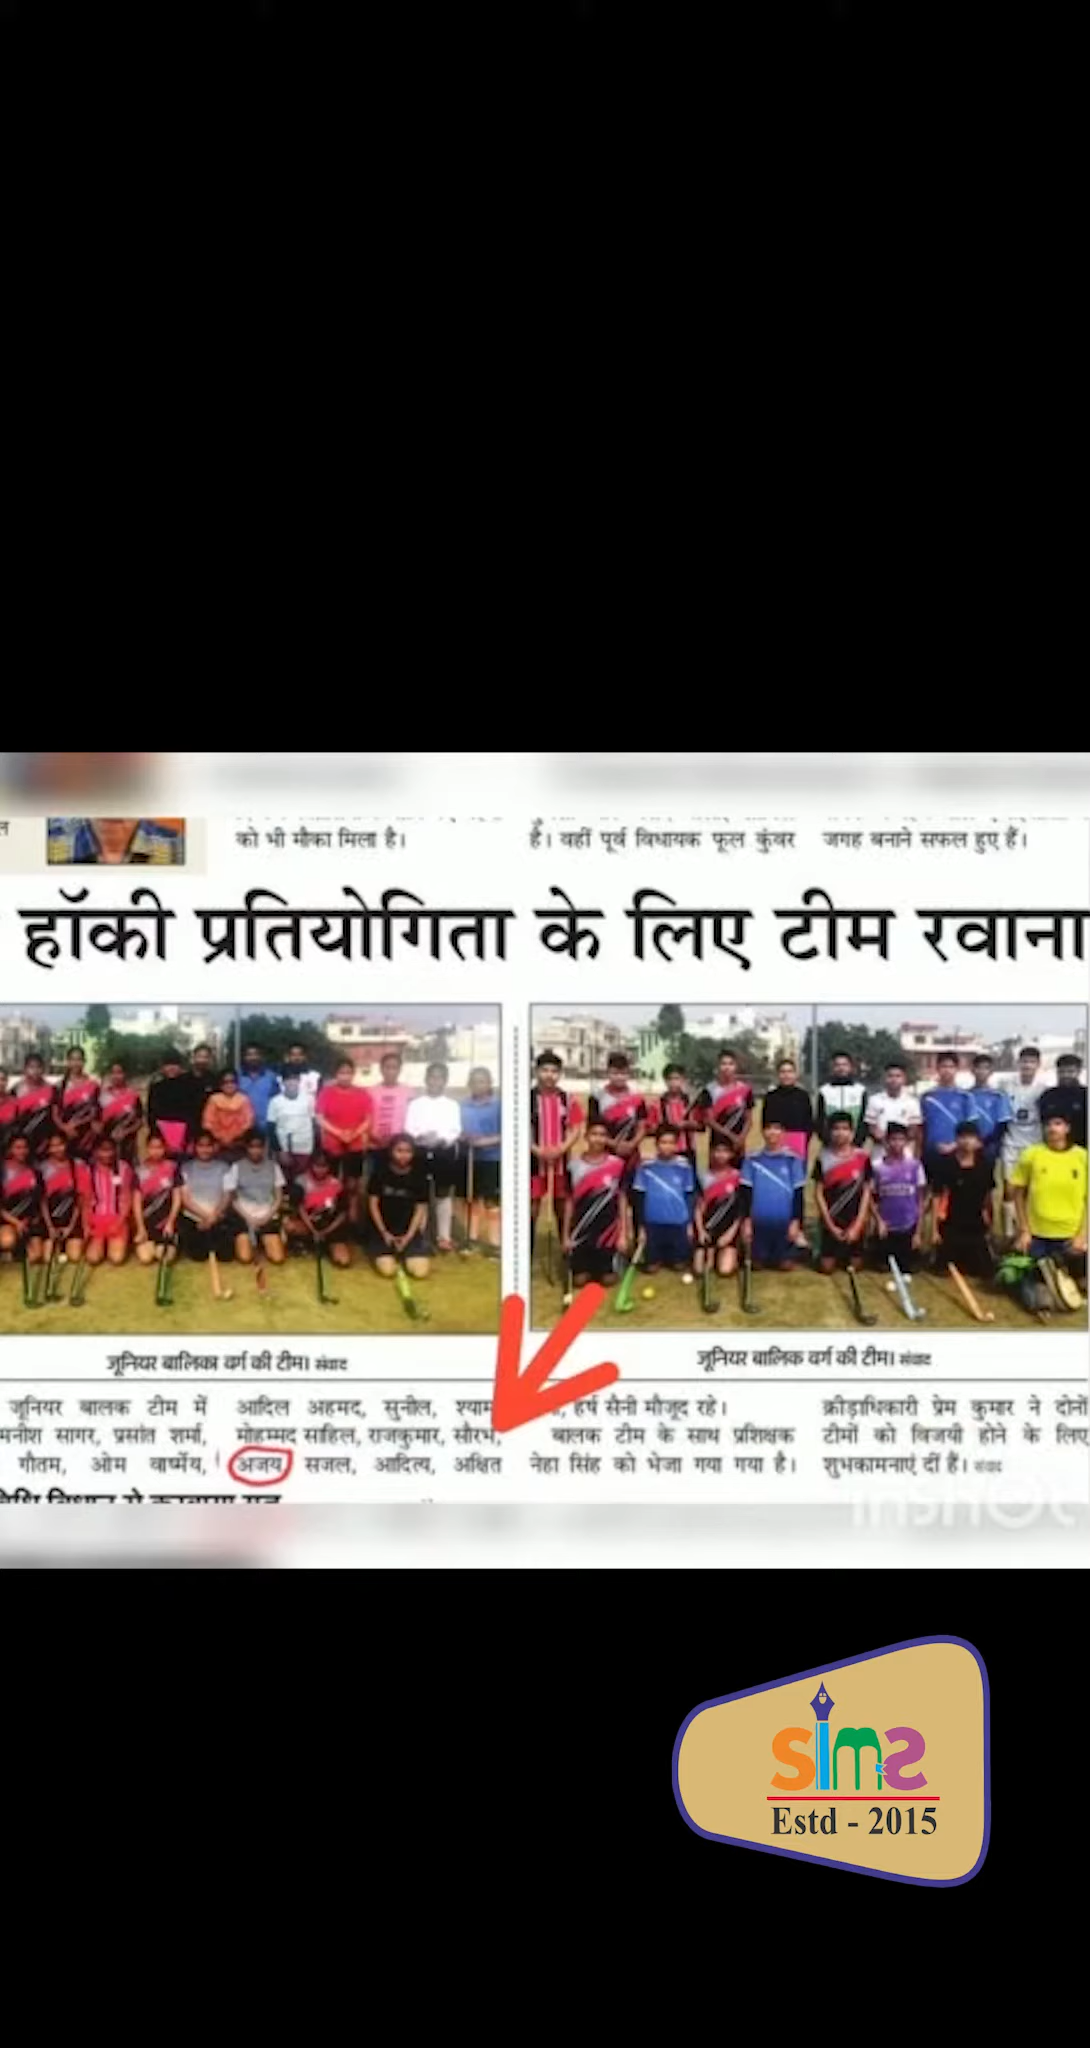 को भी मौका मिला है।
है। वहीं पूर्व विधायक फूल कुंवर
जगह बनाने सफल हुए हैं।
हॉकी प्रतियोगिता के लिए टीम रवाना
जूनियर बालिका वर्ग की टीम। संवाद
जूनियर बालिक वर्ग की टीम। संवाद
जूनियर बालक टीम में
मनीश सागर, प्रसांत शर्मा,
गौतम, ओम वार्ष्णेय,
आदिल अहमद, सुनील, श्याम
मोहम्मद साहिल, राजकुमार, सौरभ,
अजय सजल, आदित्य, अक्षित
हर्ष सैनी मौजूद रहे।
बालक टीम के साथ प्रशिक्षक
नेहा सिंह को भेजा गया गया है।
क्रीड़ाधिकारी प्रेम कुमार ने दोनों
टीमों को विजयी होने के लिए
शुभकामनाएं दीं हैं। संवाद
InShot
SIMS
Estd - 2015